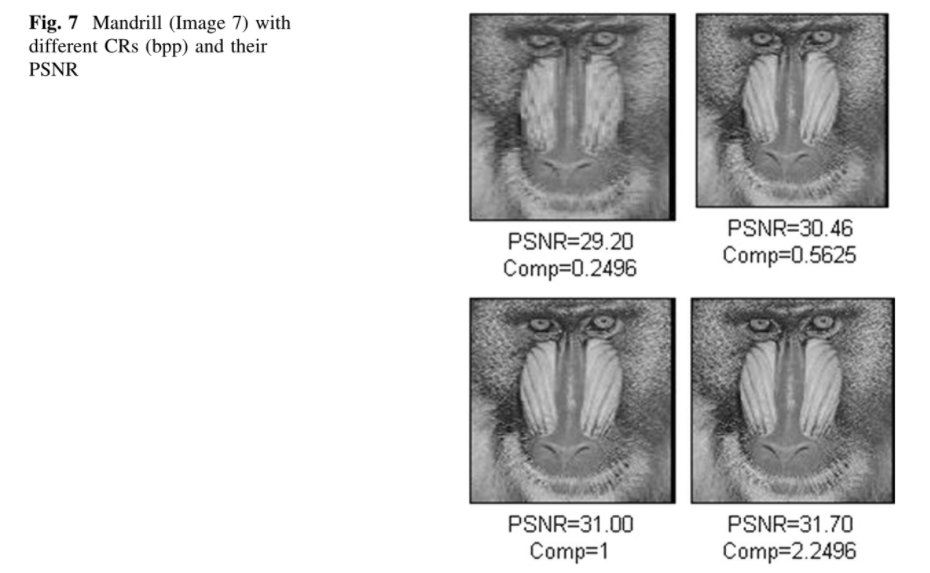 Fig. 7 Mandrill (Image 7) with
different CRs (bpp) and their
PSNR
PSNR=29.20
Comp=0.2496
PSNR=30.46
Comp=0.5625
PSNR=31.00
Comp=1
PSNR=31.70
Comp=2.2496